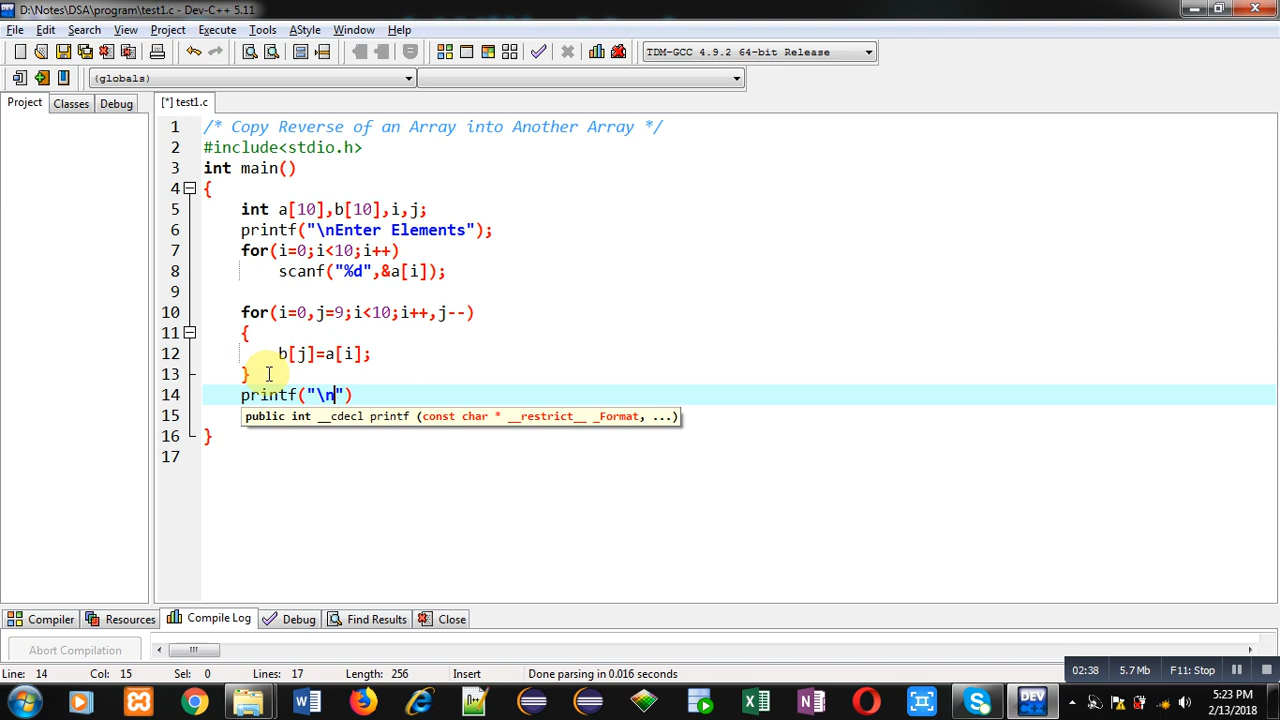 D:\Notes\DSA\program\test1.c - Dev-C++ 5.11
File Edit Search View Project Execute Tools AStyle Window Help
TDM-GCC 4.9.2 64-bit Release
(globals)
Project Classes Debug [*] test1.c
1 /* Copy Reverse of an Array into Another Array */
2 #include<stdio.h>
3 int main()
4 {
5 int a[10],b[10],i,j;
6 printf("\nEnter Elements");
7 for(i=0;i<10;i++)
8 scanf("%d",&a[i]);
9
10 for(i=0,j=9;i<10;i++,j--)
11 {
12 b[j]=a[i];
13 }
14 printf("\n")
15 public int __cdecl printf (const char * __restrict__ _Format, ...)
16 }
17
Compiler Resources Compile Log Debug Find Results Close
Abort Compilation
Line: 14 Col: 15 Sel: 0 Lines: 17 Length: 256 Insert Done parsing in 0.016 seconds
02:38 5.7 Mb F11: Stop
DEV
5:23 PM
2/13/2018